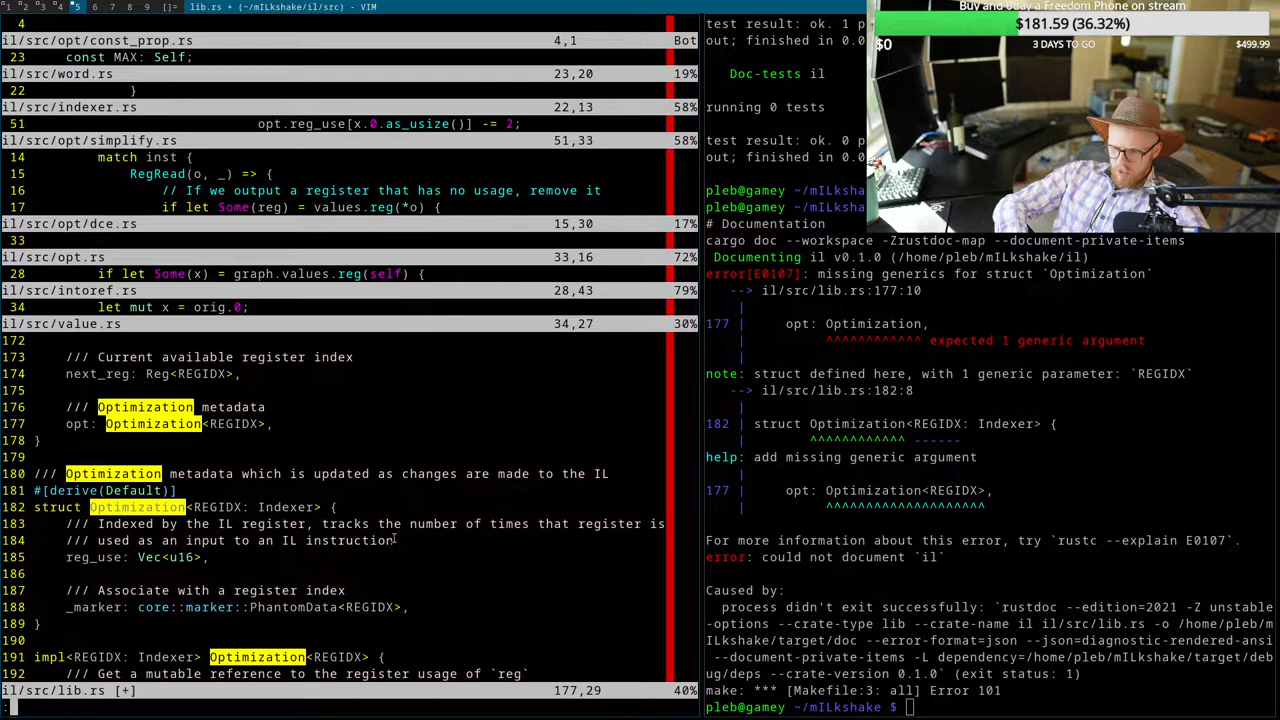 1 2 3 4 5 6 7 8 9 []= lib.rs + (~/mILkshake/il/src) - VIM
4
il/src/opt/const_prop.rs 4,1 Bot
23 const MAX: Self;
il/src/word.rs 23,20 19%
22 }
il/src/indexer.rs 22,13 58%
51 opt.reg_use[x.0.as_usize()] -= 2;
il/src/opt/simplify.rs 51,33 58%
14 match inst {
15 RegRead(o, _) => {
16 // If we output a register that has no usage, remove it
17 if let Some(reg) = values.reg(*o) {
il/src/opt/dce.rs 15,30 17%
33
il/src/opt.rs 33,16 72%
28 if let Some(x) = graph.values.reg(self) {
il/src/intoref.rs 28,43 79%
34 let mut x = orig.0;
il/src/value.rs 34,27 30%
172
173 /// Current available register index
174 next_reg: Reg<REGIDX>,
175
176 /// Optimization metadata
177 opt: Optimization<REGIDX>,
178 }
179
180 /// Optimization metadata which is updated as changes are made to the IL
181 #[derive(Default)]
182 struct Optimization<REGIDX: Indexer> {
183 /// Indexed by the IL register, tracks the number of times that register is
184 /// used as an input to an IL instruction
185 reg_use: Vec<u16>,
186
187 /// Associate with a register index
188 _marker: core::marker::PhantomData<REGIDX>,
189 }
190
191 impl<REGIDX: Indexer> Optimization<REGIDX> {
192 /// Get a mutable reference to the register usage of `reg`
il/src/lib.rs [+] 177,29 40%
:
test result: ok. 1 p
out; finished in 0.0
Doc-tests il
running 0 tests
test result: ok. 0 p
out; finished in 0.0
pleb@gamey ~/mILksha
pleb@gamey ~/mILksha
# Documentation
cargo doc --workspace -Zrustdoc-map --document-private-items
Documenting il v0.1.0 (/home/pleb/mILkshake/il)
error[E0107]: missing generics for struct `Optimization`
--> il/src/lib.rs:177:10
|
177 | opt: Optimization,
| ^^^^^^^^^^^^ expected 1 generic argument
|
note: struct defined here, with 1 generic parameter: `REGIDX`
--> il/src/lib.rs:182:8
|
182 | struct Optimization<REGIDX: Indexer> {
| ^^^^^^^^^^^^ ------
help: add missing generic argument
|
177 | opt: Optimization<REGIDX>,
| ^^^^^^^^^^^^^^^^^^^^
For more information about this error, try `rustc --explain E0107`.
error: could not document `il`
Caused by:
process didn't exit successfully: `rustdoc --edition=2021 -Z unstable
-options --crate-type lib --crate-name il il/src/lib.rs -o /home/pleb/m
ILkshake/target/doc --error-format=json --json=diagnostic-rendered-ansi
--document-private-items -L dependency=/home/pleb/mILkshake/target/deb
ug/deps --crate-version 0.1.0` (exit status: 1)
make: *** [Makefile:3: all] Error 101
pleb@gamey ~/mILkshake $
Buy and 0day a Freedom Phone on stream
$181.59 (36.32%)
$0 3 DAYS TO GO $499.99